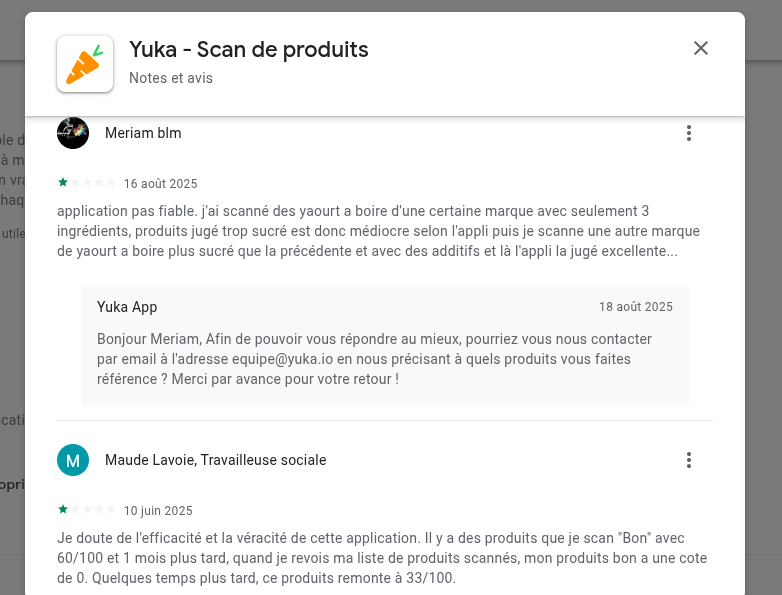 Yuka - Scan de produits
Notes et avis
Meriam blm
16 août 2025
application pas fiable. j'ai scanné des yaourt a boire d'une certaine marque avec seulement 3
ingrédients, produits jugé trop sucré est donc médiocre selon l'appli puis je scanne une autre marque
de yaourt a boire plus sucré que la précédente et avec des additifs et là l'appli la jugé excellente...
Yuka App
18 août 2025
Bonjour Meriam, Afin de pouvoir vous répondre au mieux, pourriez vous nous contacter
par email à l'adresse equipe@yuka.io en nous précisant à quels produits vous faites
référence ? Merci par avance pour votre retour !
M
Maude Lavoie, Travailleuse sociale
10 juin 2025
Je doute de l'efficacité et la véracité de cette application. Il y a des produits que je scan "Bon" avec
60/100 et 1 mois plus tard, quand je revois ma liste de produits scannés, mon produits bon a une cote
de 0. Quelques temps plus tard, ce produits remonte à 33/100.